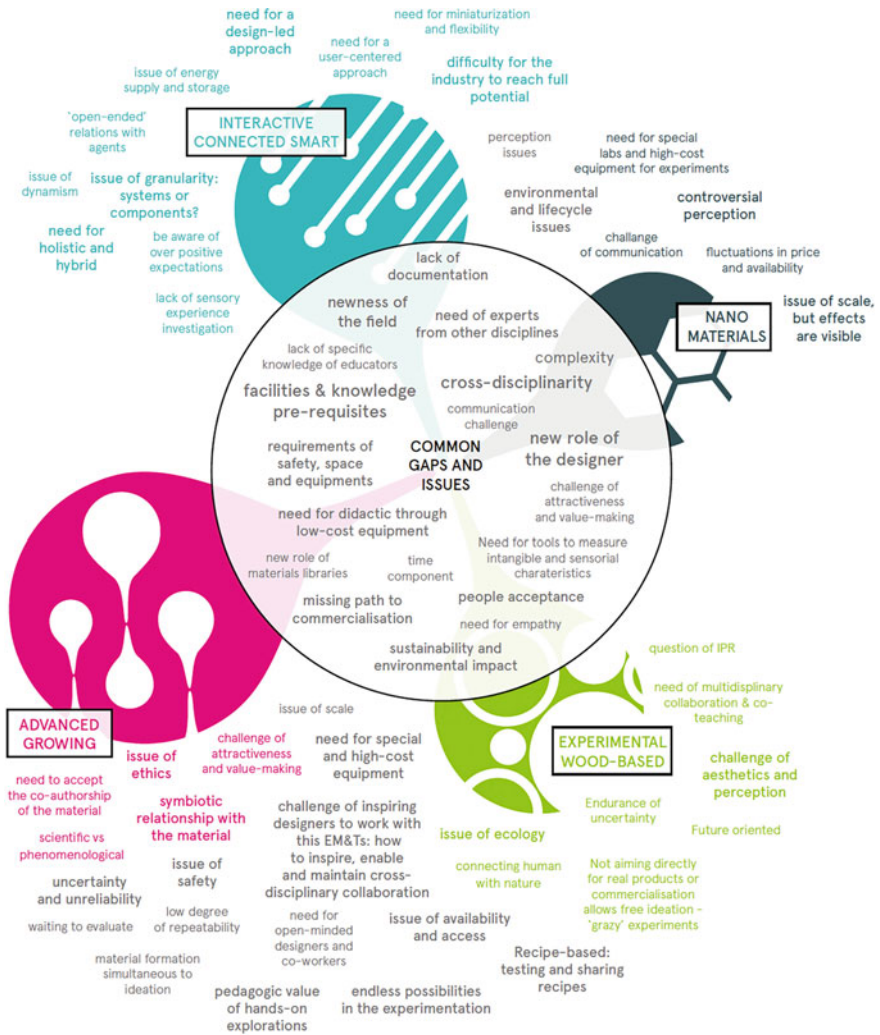 need for a
design-led
approach
need for a
user-centered
approach
need for miniaturization
and flexibility
difficulty for the
industry to reach full
potential
issue of energy
supply and storage
'open-ended'
relations with
agents
INTERACTIVE
CONNECTED SMART
issue of
dynamism
issue of granularity:
systems or
components?
need for
holistic and
hybrid
be aware of
over positive
expectations
lack of sensory
experience
investigation
perception
issues
need for special
labs and high-cost
equipment for experiments
environmental
and lifecycle
issues
controversial
perception
challange
of communication
fluctuations in price
and availability
NANO
MATERIALS
issue of scale,
but effects
are visible
lack of
documentation
newness of
the field
need of experts
from other disciplines
lack of specific
knowledge of educators
complexity
facilities & knowledge
pre-requisites
cross-disciplinarity
communication
challenge
requirements of
safety, space
and equipments
COMMON
GAPS AND
ISSUES
new role of
the designer
challenge of
attractiveness
and value-making
need for didactic through
low-cost equipment
Need for tools to measure
intangible and sensorial
charateristics
new role of
materials libraries
time
component
missing path to
commercialisation
people acceptance
need for empathy
sustainability and
environmental impact
ADVANCED
GROWING
issue of
ethics
challenge of
attractiveness
and value-making
issue of scale
need for special
and high-cost
equipment
need to accept
the co-authorship
of the material
symbiotic
relationship with
the material
challenge of inspiring
designers to work with
this EM&Ts: how
to inspire, enable
and maintain cross-
disciplinary collaboration
scientific vs
phenomenological
uncertainty
and unreliability
issue of
safety
waiting to evaluate
low degree
of repeatability
need for
open-minded
designers and
co-workers
issue of availability
and access
material formation
simultaneous to
ideation
pedagogic value
of hands-on
explorations
endless possibilities
in the experimentation
Recipe-based:
testing and sharing
recipes
EXPERIMENTAL
WOOD-BASED
question of IPR
need of multidisplinary
collaboration & co-
teaching
challenge of
aesthetics and
perception
Endurance of
uncertainty
Future oriented
issue of ecology
connecting human
with nature
Not aiming directly
for real products or
commercialisation
allows free ideation -
'grazy' experiments